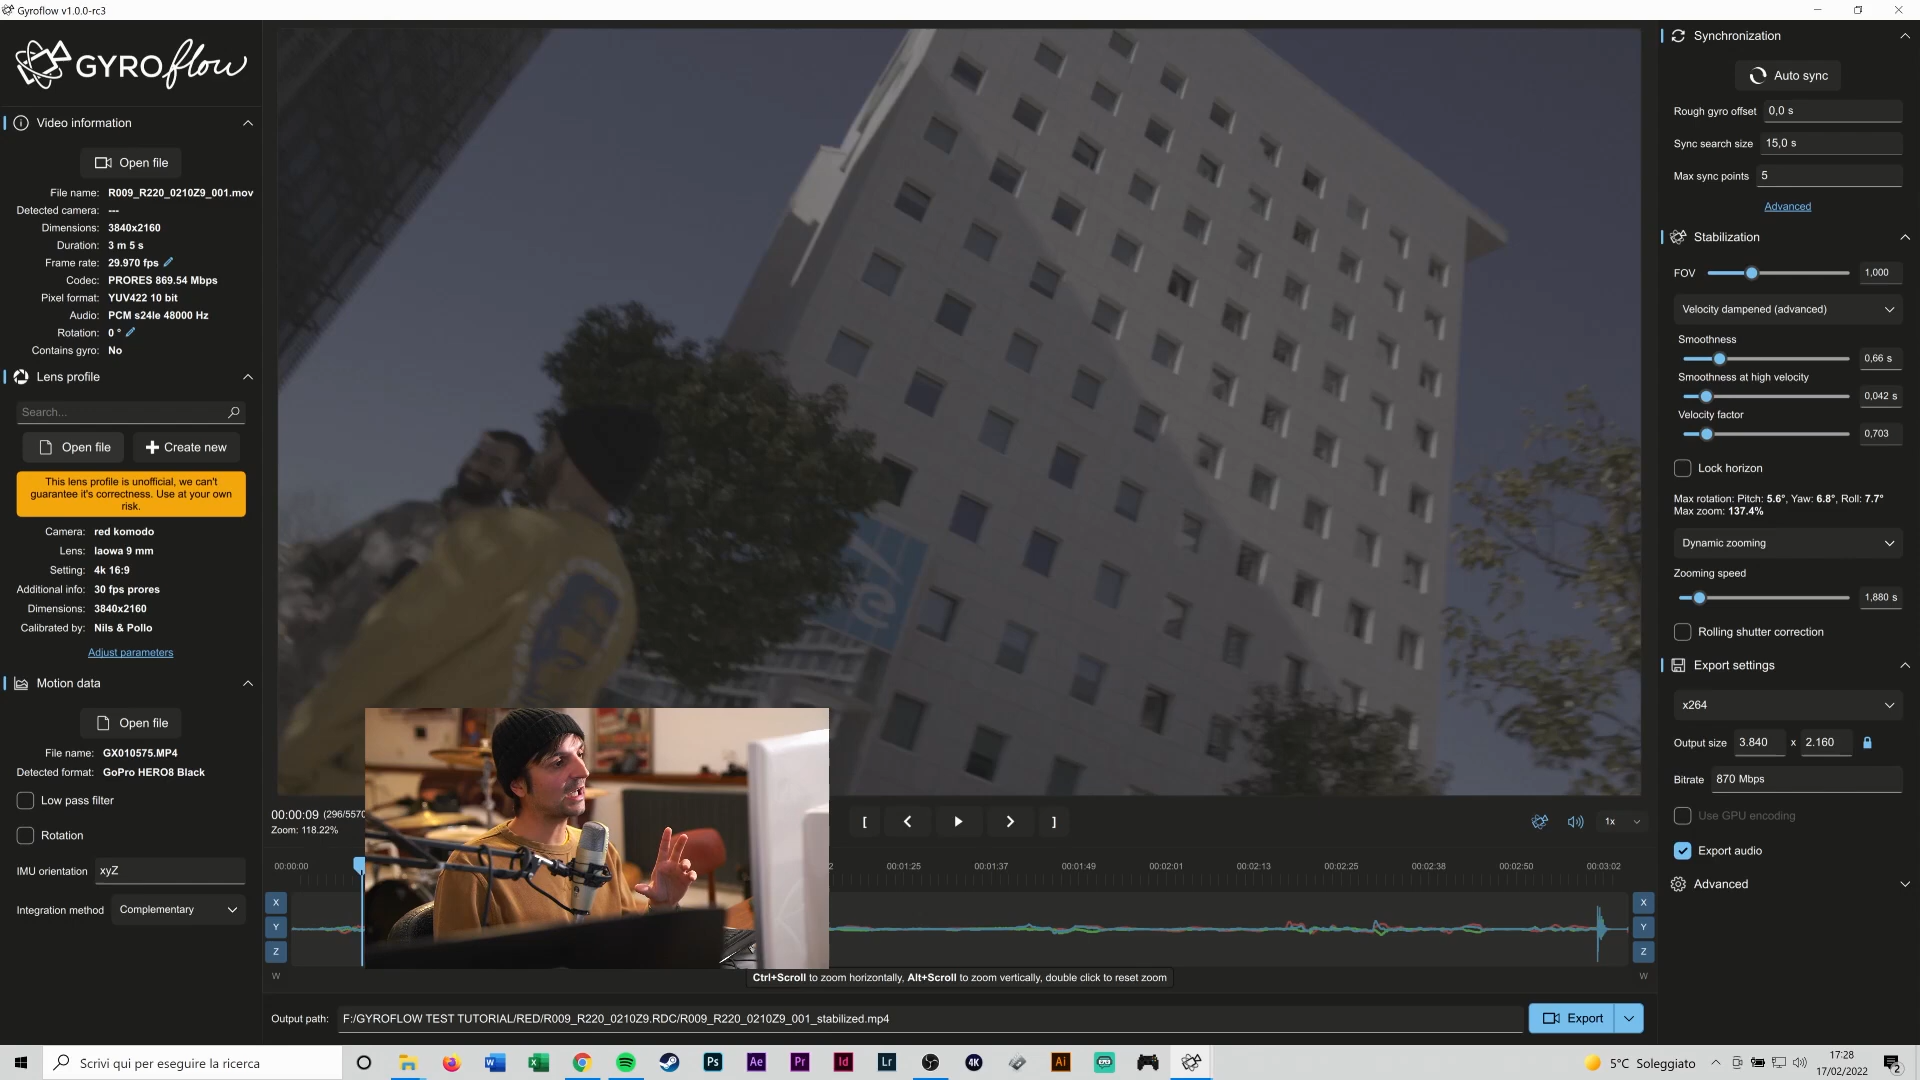 Gyroflow v1.0.0-rc3
GYROflow
Video information
Open file
File name: R009_R220_0210Z9_001.mov
Detected camera: ---
Dimensions: 3840x2160
Duration: 3 m 5 s
Frame rate: 29.970 fps
Codec: PRORES 869.54 Mbps
Pixel format: YUV422 10 bit
Audio: PCM s24le 48000 Hz
Rotation: 0 °
Contains gyro: No
Lens profile
Search...
Open file
Create new
This lens profile is unofficial, we can't
guarantee it's correctness. Use at your own
risk.
Camera: red komodo
Lens: laowa 9 mm
Setting: 4k 16:9
Additional info: 30 fps prores
Dimensions: 3840x2160
Calibrated by: Nils & Pollo
Adjust parameters
Motion data
Open file
File name: GX010575.MP4
Detected format: GoPro HERO8 Black
Low pass filter
Rotation
IMU orientation xyZ
Integration method Complementary
00:00:09 (296/5570
Zoom: 118.22%
[
]
1x
00:00:00
00:01:25
00:01:37
00:01:49
00:02:01
00:02:13
00:02:25
00:02:38
00:02:50
00:03:02
X
Y
Z
W
X
Y
Z
W
Ctrl+Scroll to zoom horizontally, Alt+Scroll to zoom vertically, double click to reset zoom
Output path: F:/GYROFLOW TEST TUTORIAL/RED/R009_R220_0210Z9.RDC/R009_R220_0210Z9_001_stabilized.mp4
Export
Synchronization
Auto sync
Rough gyro offset 0,0 s
Sync search size 15,0 s
Max sync points 5
Advanced
Stabilization
FOV 1,000
Velocity dampened (advanced)
Smoothness
0,66 s
Smoothness at high velocity
0,042 s
Velocity factor
0,703
Lock horizon
Max rotation: Pitch: 5.6°, Yaw: 6.8°, Roll: 7.7°
Max zoom: 137.4%
Dynamic zooming
Zooming speed
1,880 s
Rolling shutter correction
Export settings
x264
Output size 3.840 x 2.160
Bitrate 870 Mbps
Use GPU encoding
Export audio
Advanced
Scrivi qui per eseguire la ricerca
Ps
Ae
Pr
Id
Lr
4K
Ai
5°C Soleggiato
17:28
17/02/2022
2